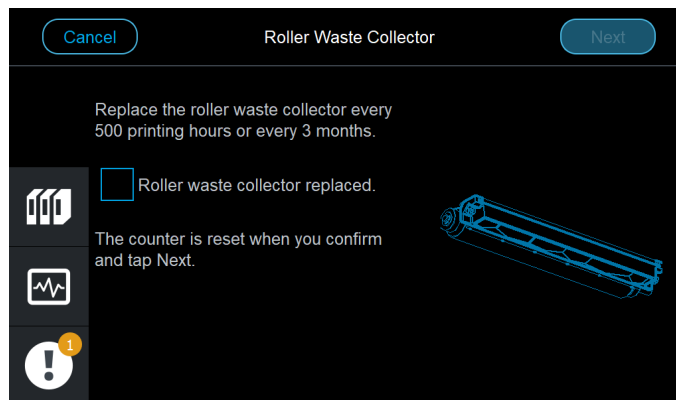 Cancel
Roller Waste Collector
Next
Replace the roller waste collector every
500 printing hours or every 3 months.
Roller waste collector replaced.
The counter is reset when you confirm
and tap Next.
1